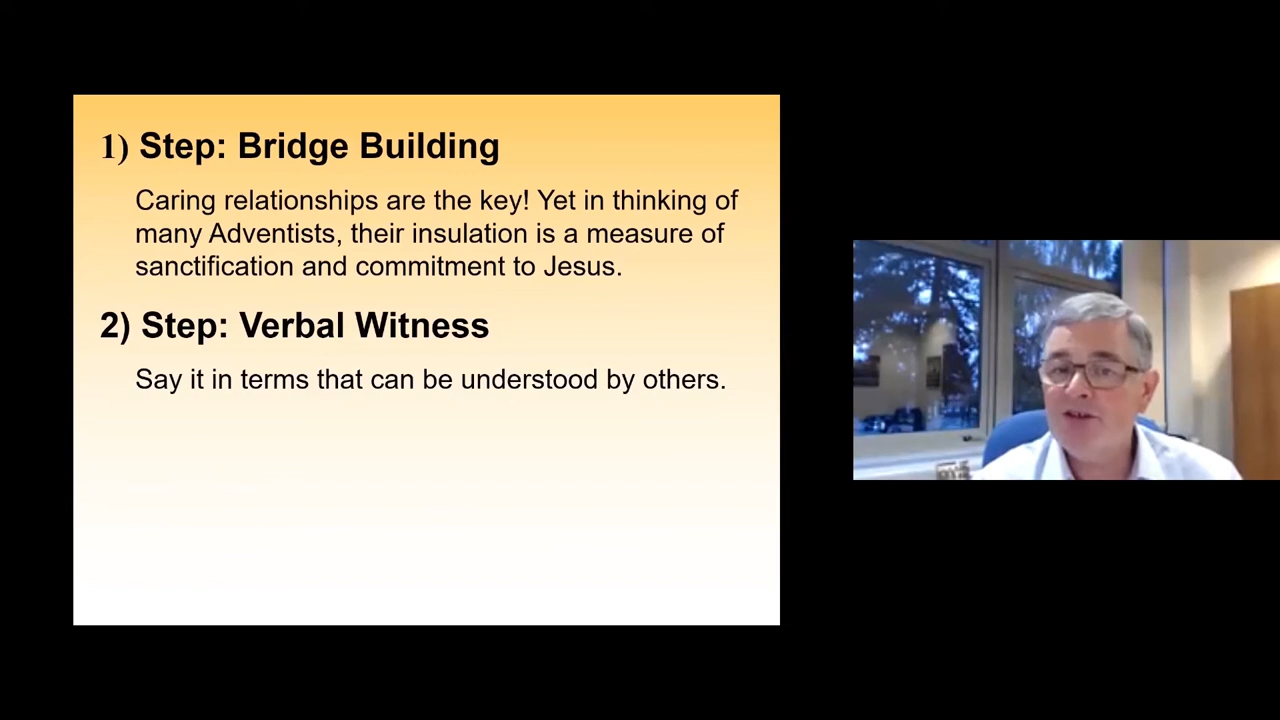 1) Step: Bridge Building
Caring relationships are the key! Yet in thinking of
many Adventists, their insulation is a measure of
sanctification and commitment to Jesus.
2) Step: Verbal Witness
Say it in terms that can be understood by others.